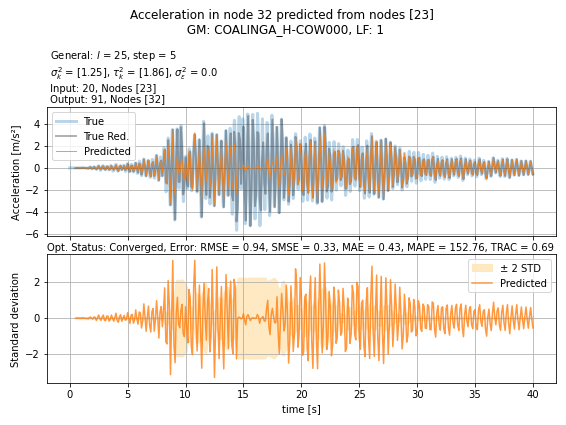 Acceleration in node 32 predicted from nodes [23]
GM: COALINGA_H-COW000, LF: 1
General: l = 25, step = 5
σ²ₖ = [1.25], τ²ₖ = [1.86], σ²ε = 0.0
Input: 20, Nodes [23]
Output: 91, Nodes [32]
Acceleration [m/s²]
4
2
0
−2
−4
−6
True
True Red.
Predicted
Opt. Status: Converged, Error: RMSE = 0.94, SMSE = 0.33, MAE = 0.43, MAPE = 152.76, TRAC = 0.69
Standard deviation
2
0
−2
± 2 STD
Predicted
0 5 10 15 20 25 30 35 40
time [s]